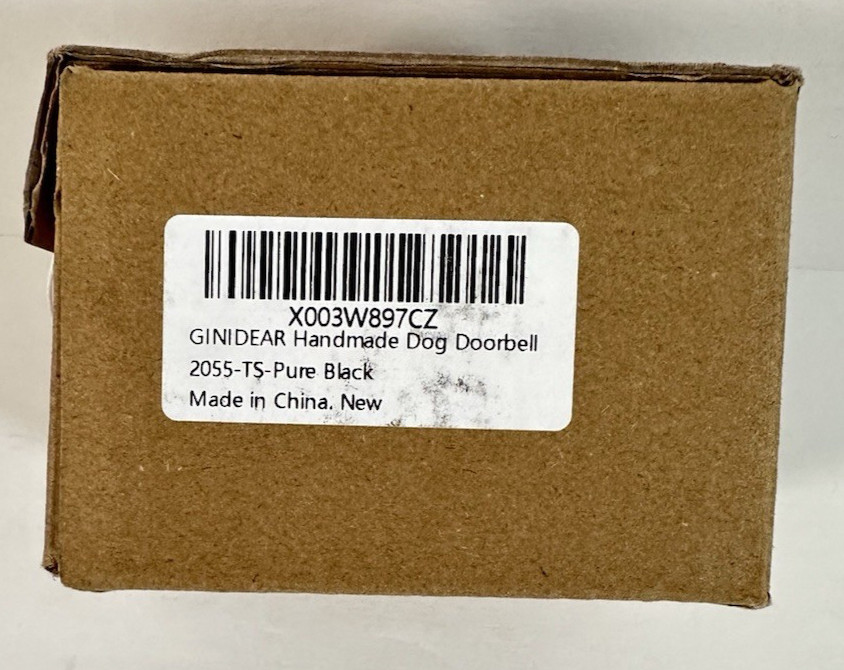 X003W897CZ
GINIDEAR Handmade Dog Doorbell
2055-TS-Pure Black
Made in China. New